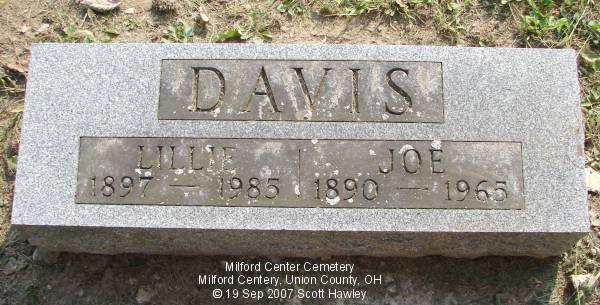 DAVIS
LILLIE JOE
1897 — 1985 1890 — 1965
Milford Center Cemetery
Milford Centery, Union County, OH
© 19 Sep 2007 Scott Hawley